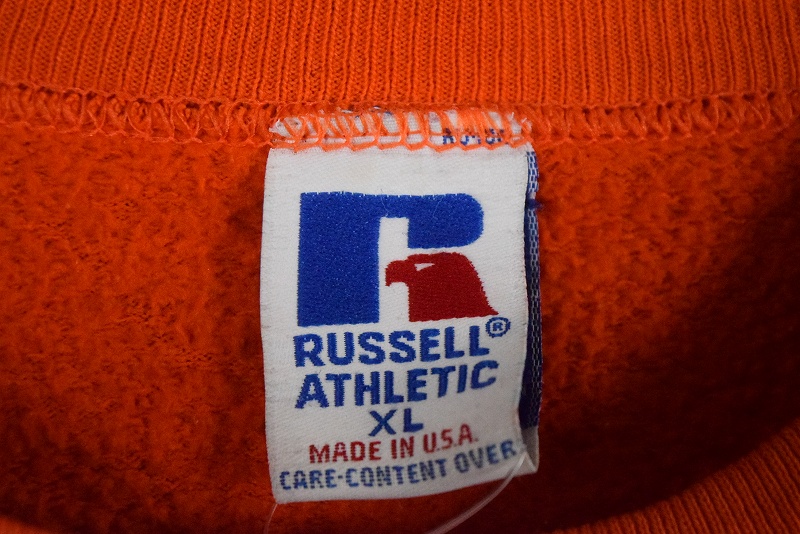 RUSSELL®
ATHLETIC
XL
MADE IN U.S.A.
CARE-CONTENT OVER